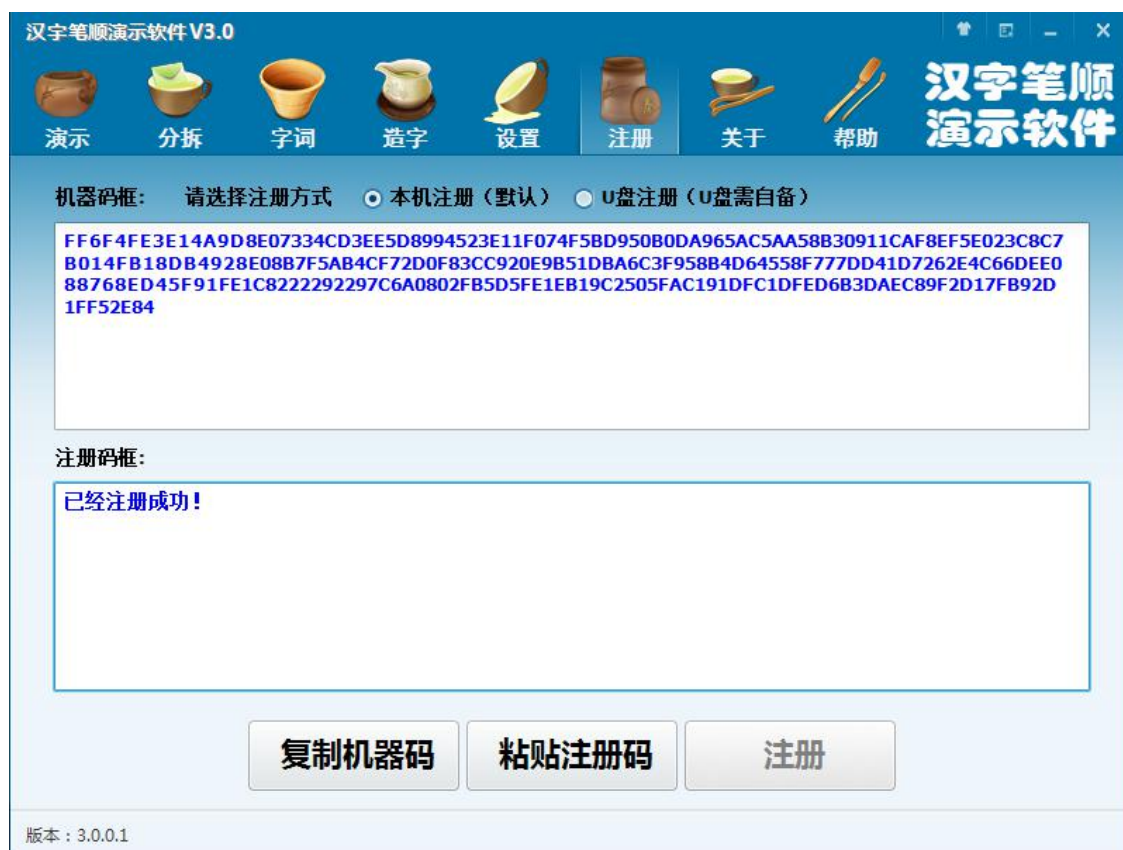 汉字笔顺演示软件V3.0
演示 分拆 字词 造字 设置 注册 关于 帮助
汉字笔顺
演示软件
机器码框: 请选择注册方式 本机注册（默认） U盘注册（U盘需自备）
FF6F4FE3E14A9D8E07334CD3EE5D8994523E11F074F5BD950B0DA965AC5AA58B30911CAF8EF5E023C8C7
B014FB18DB4928E08B7F5AB4CF72D0F83CC920E9B51DBA6C3F958B4D64558F777DD41D7262E4C66DEE0
88768ED45F91FE1C8222292297C6A0802FB5D5FE1EB19C2505FAC191DFC1DFED6B3DAEC89F2D17FB92D
1FF52E84
注册码框:
已经注册成功!
复制机器码 粘贴注册码 注册
版本：3.0.0.1